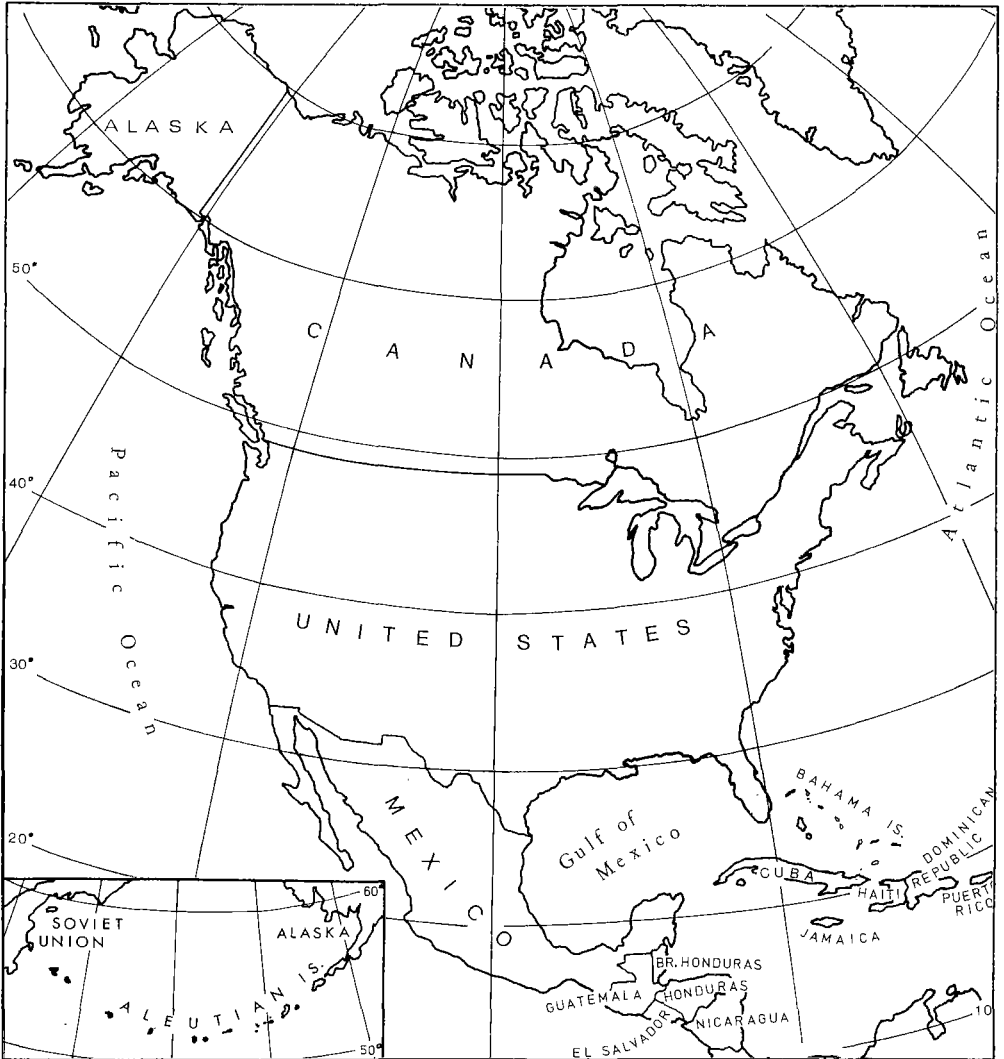 ALASKA
50°
CANADA
Atlantic Ocean
Pacific Ocean
40°
UNITED STATES
30°
MEXICO
Gulf of
Mexico
BAHAMA IS.
20°
CUBA
HAITI
DOMINICAN
REPUBLIC
PUERTO
RICO
JAMAICA
60°
SOVIET
UNION
ALASKA
ALEUTIAN IS.
50°
BR. HONDURAS
GUATEMALA
HONDURAS
EL SALVADOR
NICARAGUA
10